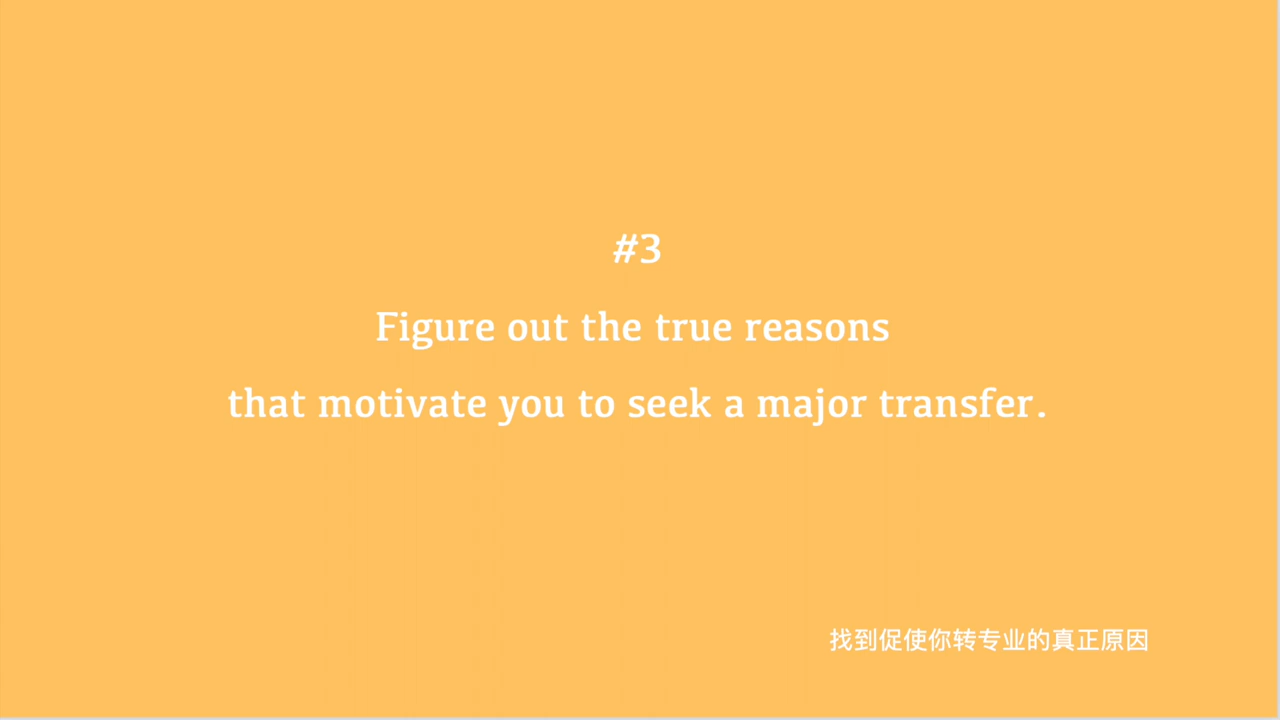 #3
Figure out the true reasons
that motivate you to seek a major transfer.
找到促使你转专业的真正原因